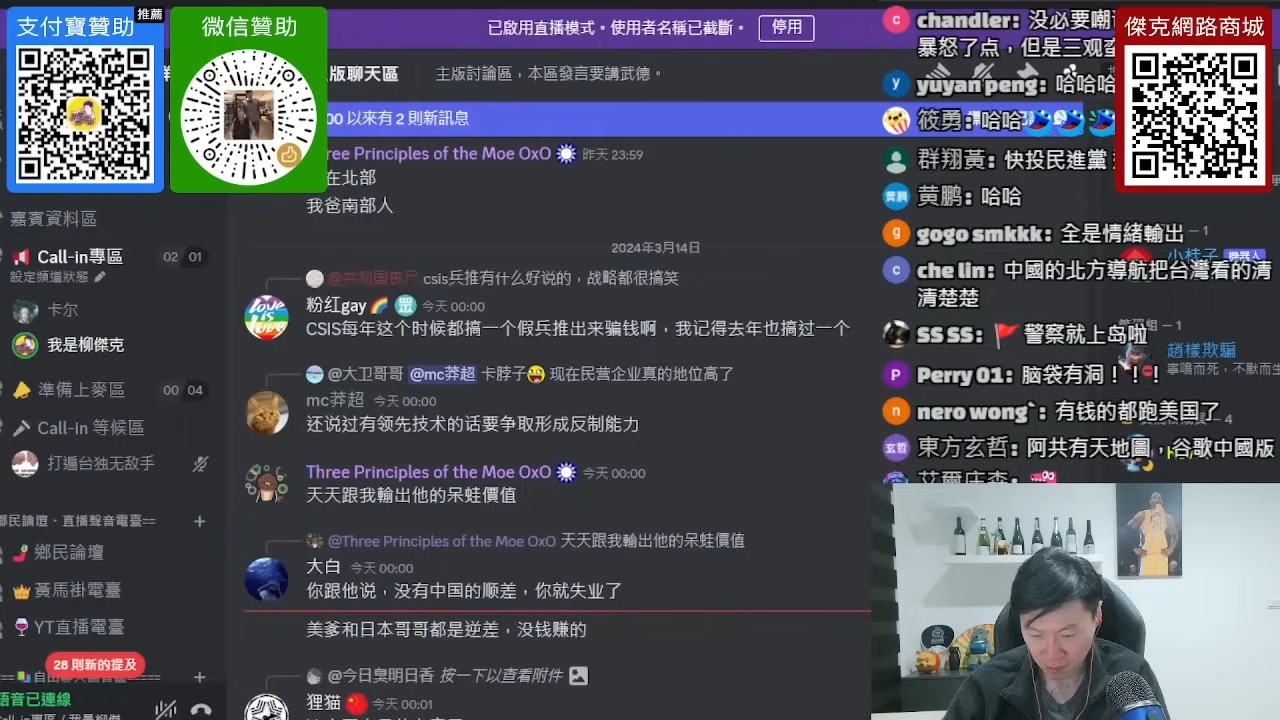 支付寶贊助
推薦
微信贊助
已啟用直播模式。使用者名稱已截斷。
停用
傑克網路商城
版聊天區
主版討論區，本區發言要講武德。
00 以來有 2 則新訊息
ree Principles of the Moe OxO 昨天 23:59
在北部
我爸南部人
2024年3月14日
csis兵推有什么好说的，战略都很搞笑
粉红gay 罡 今天 00:00
CSIS每年这个时候都搞一个假兵推出来骗钱啊，我记得去年也搞过一个
@大卫哥哥 @mc莽超 卡脖子 现在民营企业真的地位高了
mc莽超 今天 00:00
还说过有领先技术的话要争取形成反制能力
Three Principles of the Moe OxO 今天 00:00
天天跟我輸出他的呆蛙價值
@Three Principles of the Moe OxO 天天跟我輸出他的呆蛙價值
大白 今天 00:00
你跟他说，没有中国的顺差，你就失业了
美爹和日本哥哥都是逆差，没钱赚的
@今日臭明日香 按一下以查看附件
狸猫 今天 00:01
嘉賓資料區
Call-in專區 02 01
設定頻道狀態
卡尔
我是柳傑克
準備上麥區 00 04
Call-in 等候區
打遍台独无敌手
鄉民論壇、直播聲音電臺==
鄉民論壇
黃馬褂電臺
YT直播電臺
28 則新的提及
語音已連線
chandler: 没必要嘲
暴怒了点，但是三观
yuyan peng: 哈哈哈
筱勇: 哈哈
群翔黃: 快投民進黨
黄鹏: 哈哈
gogo smkkk: 全是情緒輸出
小桂子 機器人
che lin: 中國的北方導航把台灣看的清
清楚楚
SS SS: 警察就上岛啦
趙樣欺騙
寧鳴而死，不默而生
Perry 01: 脑袋有洞！！！
nero wong`: 有钱的都跑美国了
東方玄哲: 阿共有天地圖，谷歌中國版